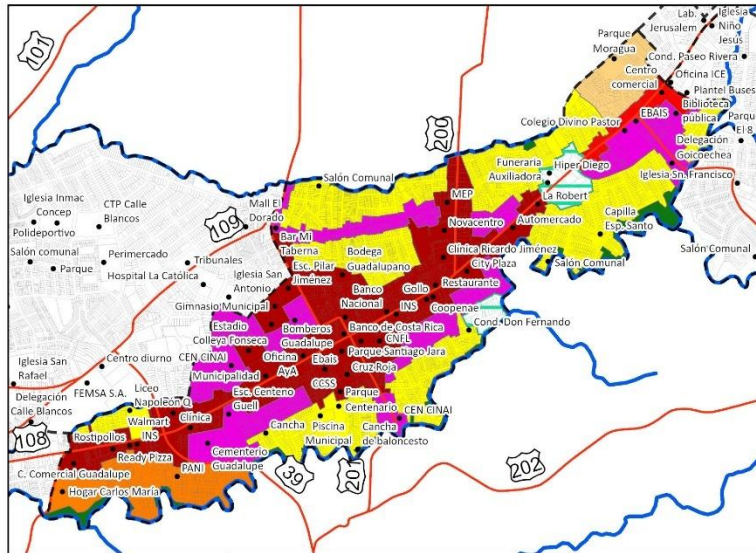 101
Lab.
Jerusalem
Iglesia
Niño
Jesus
Parque
Moragua
Cond. Paseo Rivera
Centro
comercial
Oficina ICE
Plantel Buses
Biblioteca
publica
Parque
El 8
EBAIS
Colegio Divino Pastor
200
Delegación
Goicoechea
Funeraria
Auxiliadora
Hiper Diego
Iglesia Sn. Francisco
Salón Comunal
La Robert
MEP
Iglesia Inmac
Concep
Polideportivo
CTP Calle
Blancos
109
Mall El
Dorado
Novacentro
Automercado
Capilla
Esp. Santo
Bar Mi
Taberna
Salón comunal
Perimercado
Parque
Tribunales
Hospital La Católica
Bodega
Guadalupano
Clínica Ricardo Jiménez
Salón Comunal
Salón Comunal
Esc. Pilar
Jiménez
City Plaza
Iglesia San
Antonio
Banco
Nacional
Gollo
INS
Restaurante
Gimnasio Municipal
Estadio
Colleya Fonseca
Bomberos
Guadalupe
Coopenae
Banco de Costa Rica
CNFL
Cond. Don Fernando
Iglesia San
Rafael
Centro diurno
CEN CINAI
Oficina
AyA
Ebais
Parque Santiago Jara
Municipalidad
CCSS
Cruz Roja
FEMSA S.A.
Liceo
Napoleón Q.
Esc. Centeno
Guell
Parque
Centenario
Delegación
Calle Blancos
Walmart
INS
Clínica
Cancha
Piscina
Municipal
CEN CINAI
Cancha
de baloncesto
108
Rostipollos
Ready Pizza
Cementerio
Guadalupe
39
201
202
C. Comercial Guadalupe
PANI
Hogar Carlos María